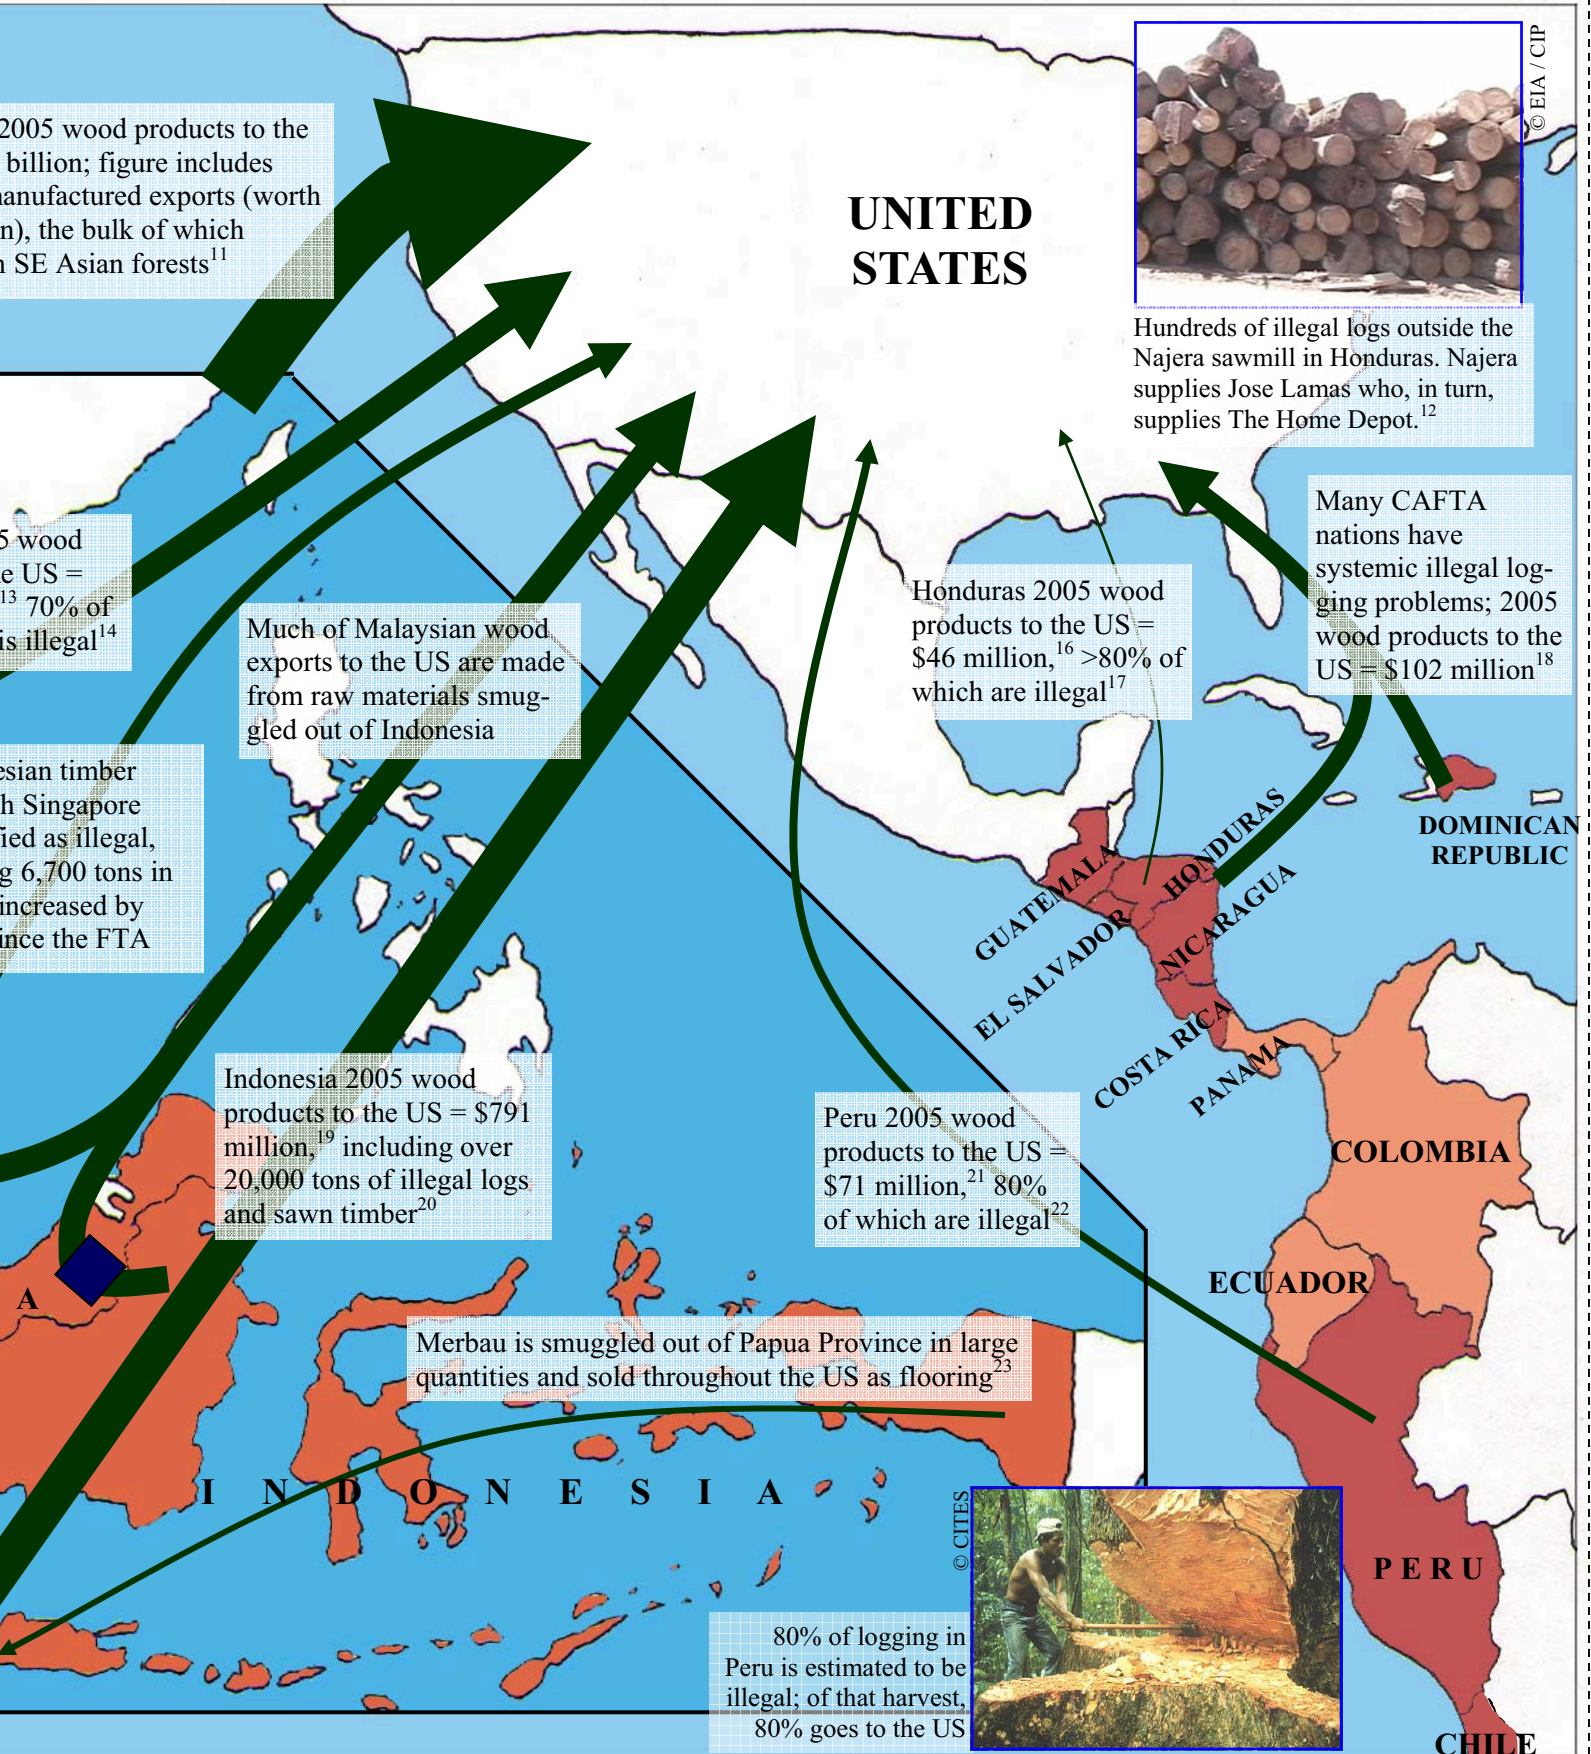 2005 wood products to the
billion; figure includes
manufactured exports (worth
n), the bulk of which
SE Asian forests11
UNITED
STATES
© EIA / CIP
Hundreds of illegal logs outside the
Najera sawmill in Honduras. Najera
supplies Jose Lamas who, in turn,
supplies The Home Depot.12
5 wood
e US =
13 70% of
is illegal14
Much of Malaysian wood
exports to the US are made
from raw materials smug-
gled out of Indonesia
Honduras 2005 wood
products to the US =
$46 million,16 >80% of
which are illegal17
Many CAFTA
nations have
systemic illegal log-
ging problems; 2005
wood products to the
US = $102 million18
esian timber
h Singapore
fied as illegal,
g 6,700 tons in
increased by
ince the FTA
DOMINICAN
REPUBLIC
GUATEMALA
HONDURAS
EL SALVADOR
NICARAGUA
COSTA RICA
PANAMA
Indonesia 2005 wood
products to the US = $791
million,19 including over
20,000 tons of illegal logs
and sawn timber20
Peru 2005 wood
products to the US =
$71 million,21 80%
of which are illegal22
COLOMBIA
ECUADOR
A
Merbau is smuggled out of Papua Province in large
quantities and sold throughout the US as flooring23
I N D O N E S I A
© CITES
PERU
80% of logging in
Peru is estimated to be
illegal; of that harvest,
80% goes to the US
CHILE